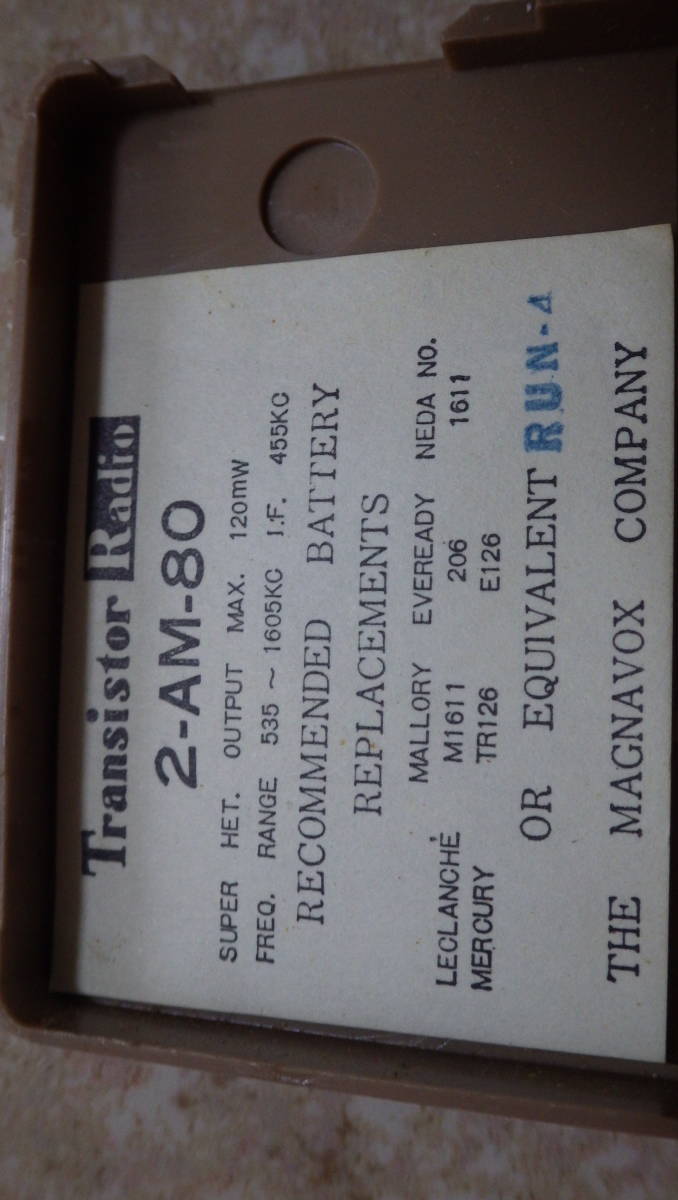 Transistor Radio
2-AM-80
SUPER HET. OUTPUT MAX. 120mW
FREQ. RANGE 535 ~ 1605KC I.F. 455KC
RECOMMENDED BATTERY
REPLACEMENTS
MALLORY EVEREADY NEDA NO.
LECLANCHÉ M1611 206 1611
MERCURY TR126 E126
OR EQUIVALENT RUN-4
THE MAGNAVOX COMPANY